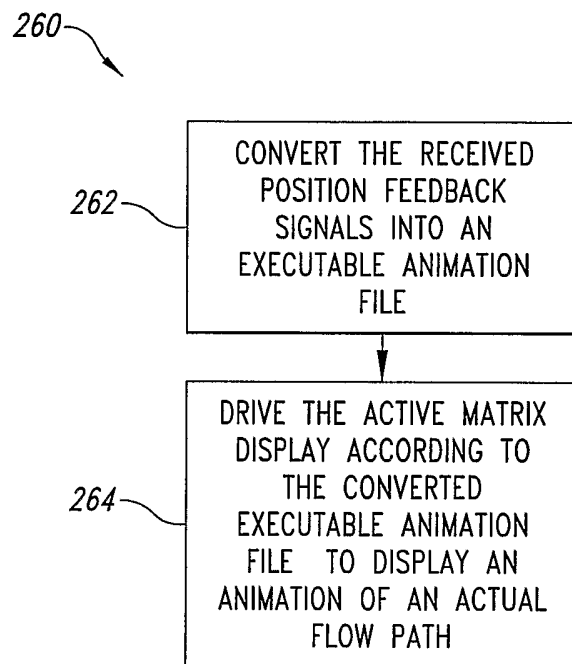 260
262
CONVERT THE RECEIVED
POSITION FEEDBACK
SIGNALS INTO AN
EXECUTABLE ANIMATION
FILE
264
DRIVE THE ACTIVE MATRIX
DISPLAY ACCORDING TO
THE CONVERTED
EXECUTABLE ANIMATION
FILE TO DISPLAY AN
ANIMATION OF AN ACTUAL
FLOW PATH